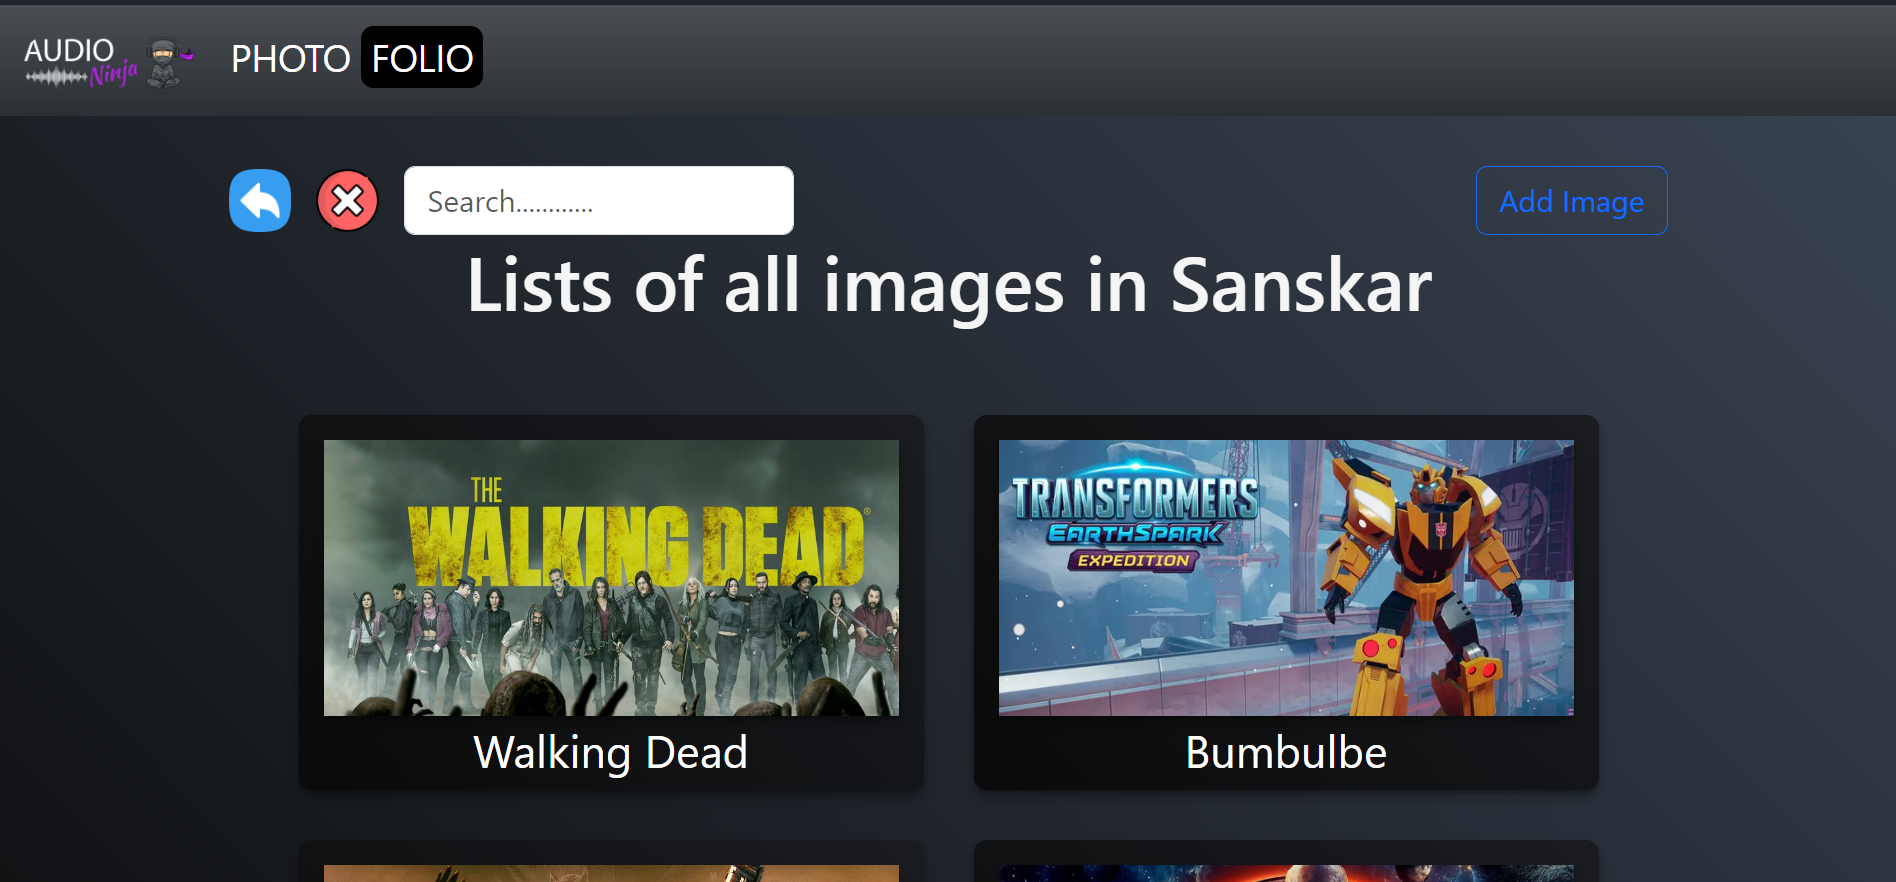 AUDIO
Ninja
PHOTO FOLIO
Search............
Add Image
Lists of all images in Sanskar
THE
WALKING DEAD®
Walking Dead
TRANSFORMERS
EARTHSPARK
EXPEDITION
Bumbulbe